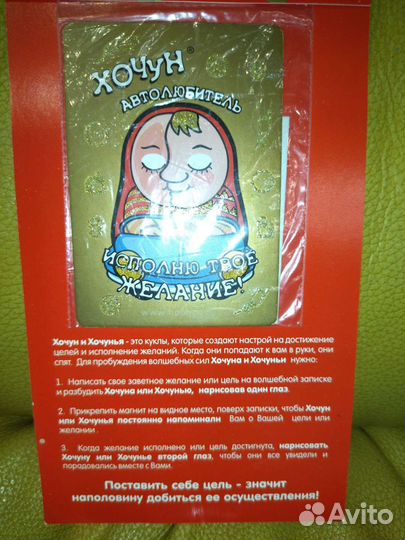 ХОЧУН®
АВТОЛЮБИТЕЛЬ
ИСПОЛНЮ ТВОЕ
ЖЕЛАНИЕ!
Хочун и Хочунья - это куклы, которые создают настрой на достижение
целей и исполнение желаний. Когда они попадают к вам в руки, они
спят. Для пробуждения волшебных сил Хочуна и Хочуньи нужно:
1. Написать свое заветное желание или цель на волшебной записке
и разбудить Хочуна или Хочунью, нарисовав один глаз.
2. Прикрепить магнит на видное место, поверх записки, чтобы Хочун
или Хочунья постоянно напоминали Вам о Вашей цели или
желании.
3. Когда желание исполнено или цель достигнута, нарисовать
Хочуну или Хочунье второй глаз, чтобы они все увидели и
порадовались вместе с Вами.
Поставить себе цель - значит
наполовину добиться ее осуществления!
Avito